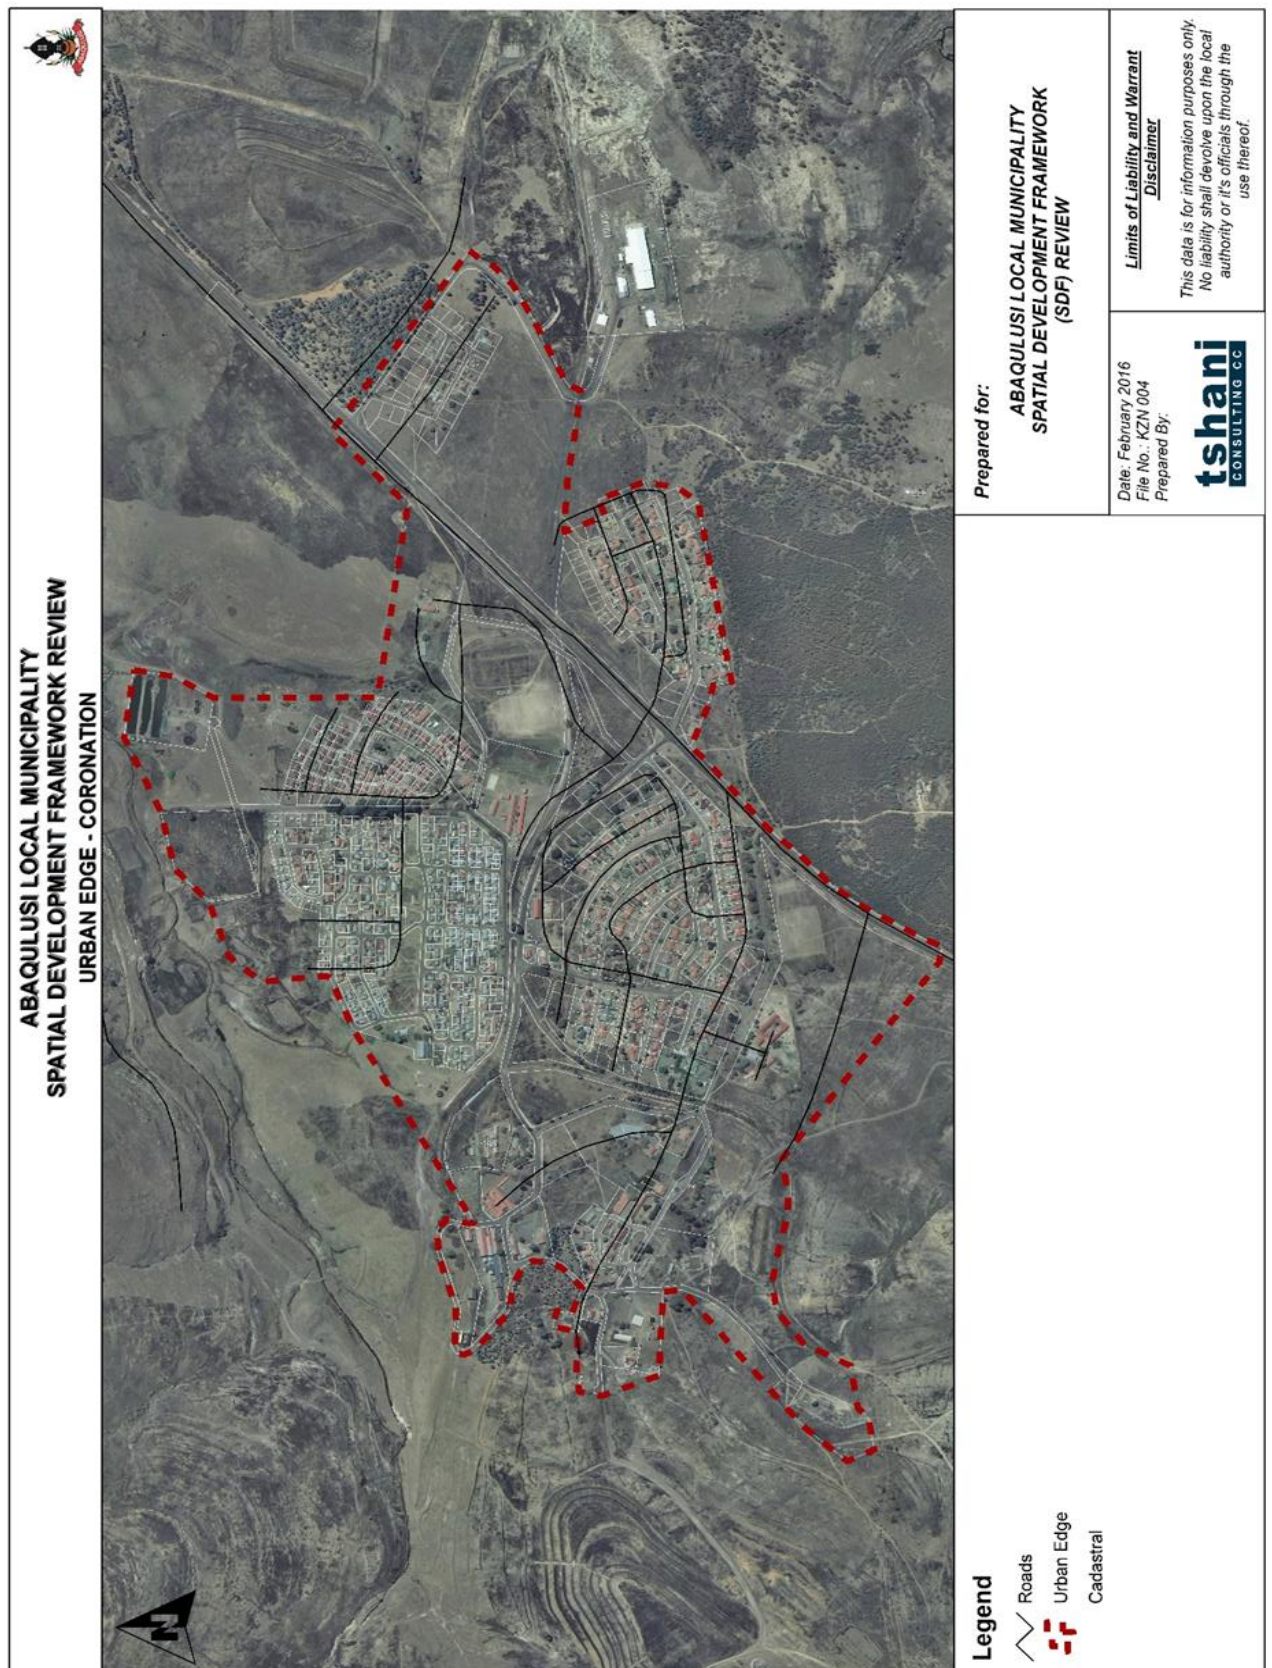 ABAQULUSI LOCAL MUNICIPALITY
SPATIAL DEVELOPMENT FRAMEWORK REVIEW
URBAN EDGE - CORONATION
N
Legend
Roads
Urban Edge
Cadastral
Prepared for:
ABAQULUSI LOCAL MUNICIPALITY
SPATIAL DEVELOPMENT FRAMEWORK
(SDF) REVIEW
Date: February 2016
File No.: KZN 004
Prepared By:
tshani
CONSULTING CC
Limits of Liability and Warrant
Disclaimer
This data is for information purposes only.
No liability shall devolve upon the local
authority or it's officials through the
use thereof.